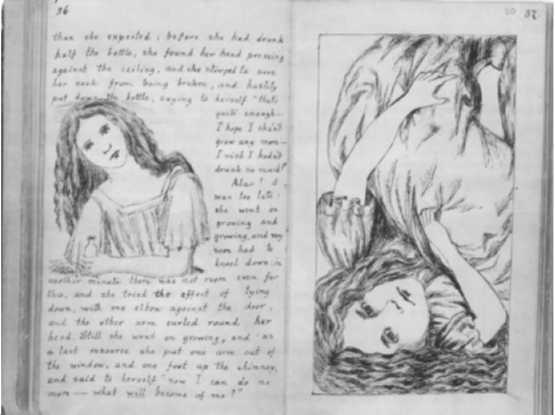 36
than she expected : before she had drunk
half the bottle, she found her head pressing
against the ceiling, and she stooped to save
her neck from being broken, and hastily
put down the bottle, saying to herself "that's
quite enough—
I hope I shan't
grow any more—
I wish I hadn't
drunk so much!"
Alas! it
was too late:
she went on
growing and
growing, and very
soon had to
kneel down: in
another minute there was not room even for
this, and she tried the effect of lying
down, with one elbow against the door,
and the other arm curled round her
head. Still she went on growing, and as
a last resource she put one arm out of
the window, and one foot up the chimney,
and said to herself "now I can do no
more — what will become of me?"
37